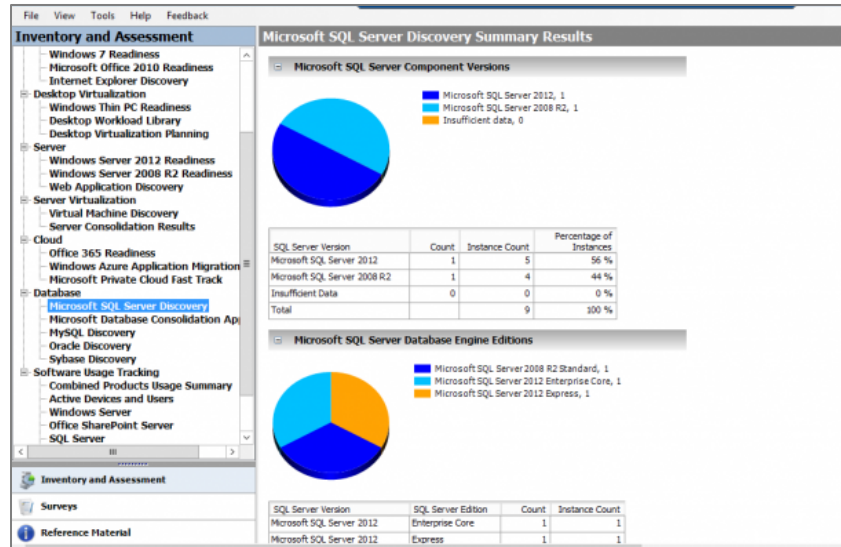 File View Tools Help Feedback
Inventory and Assessment
Windows 7 Readiness
Microsoft Office 2010 Readiness
Internet Explorer Discovery
Desktop Virtualization
Windows Thin PC Readiness
Desktop Workload Library
Desktop Virtualization Planning
Server
Windows Server 2012 Readiness
Windows Server 2008 R2 Readiness
Web Application Discovery
Server Virtualization
Virtual Machine Discovery
Server Consolidation Results
Cloud
Office 365 Readiness
Windows Azure Application Migration
Microsoft Private Cloud Fast Track
Database
Microsoft SQL Server Discovery
Microsoft Database Consolidation Ap
MySQL Discovery
Oracle Discovery
Sybase Discovery
Software Usage Tracking
Combined Products Usage Summary
Active Devices and Users
Windows Server
Office SharePoint Server
SQL Server
Inventory and Assessment
Surveys
Reference Material
Microsoft SQL Server Discovery Summary Results
Microsoft SQL Server Component Versions
Microsoft SQL Server 2012, 1
Microsoft SQL Server 2008 R2, 1
Insufficient data, 0
SQL Server Version Count Instance Count Percentage of Instances
Microsoft SQL Server 2012 1 5 56 %
Microsoft SQL Server 2008 R2 1 4 44 %
Insufficient Data 0 0 0 %
Total 9 100 %
Microsoft SQL Server Database Engine Editions
Microsoft SQL Server 2008 R2 Standard, 1
Microsoft SQL Server 2012 Enterprise Core, 1
Microsoft SQL Server 2012 Express, 1
SQL Server Version SQL Server Edition Count Instance Count
Microsoft SQL Server 2012 Enterprise Core 1 1
Microsoft SQL Server 2012 Express 1 1